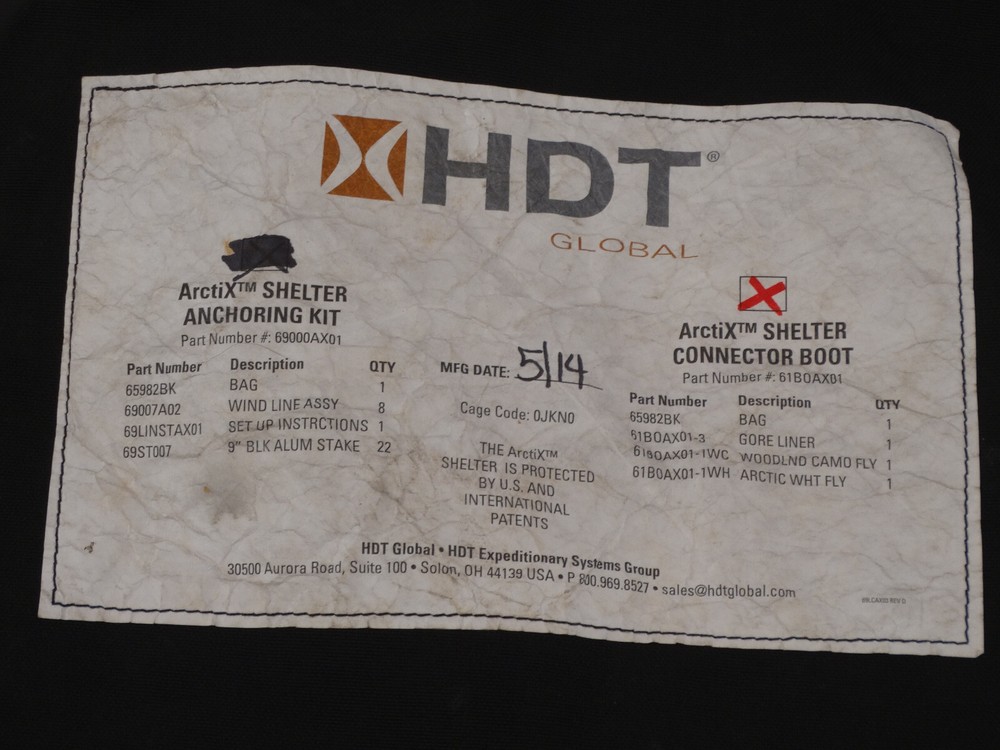 HDT®
GLOBAL
ArctiX™ SHELTER
ANCHORING KIT
Part Number #: 69000AX01
Part Number Description QTY
65982BK BAG 1
69007A02 WIND LINE ASSY 8
69LINSTAX01 SET UP INSTRCTIONS 1
69ST007 9" BLK ALUM STAKE 22
MFG DATE: 5/14
Cage Code: 0JKN0
THE ArctiX™
SHELTER IS PROTECTED
BY U.S. AND
INTERNATIONAL
PATENTS
ArctiX™ SHELTER
CONNECTOR BOOT
Part Number #: 61B0AX01
Part Number Description QTY
65982BK BAG 1
61B0AX01-3 GORE LINER 1
61B0AX01-1WC WOODLND CAMO FLY 1
61B0AX01-1WH ARCTIC WHT FLY 1
HDT Global • HDT Expeditionary Systems Group
30500 Aurora Road, Suite 100 • Solon, OH 44139 USA • P 800.969.8527 • sales@hdtglobal.com